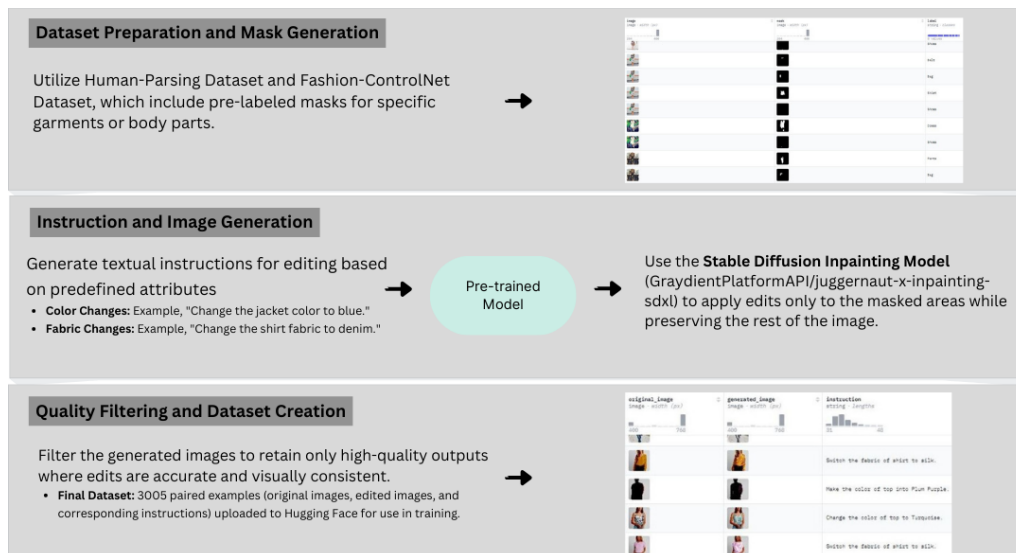 Dataset Preparation and Mask Generation
Utilize Human-Parsing Dataset and Fashion-ControlNet
Dataset, which include pre-labeled masks for specific
garments or body parts.
Instruction and Image Generation
Generate textual instructions for editing based
on predefined attributes
• Color Changes: Example, "Change the jacket color to blue."
• Fabric Changes: Example, "Change the shirt fabric to denim."
Pre-trained
Model
Use the Stable Diffusion Inpainting Model
(GraydientPlatformAPI/juggernaut-x-inpainting-
sdxl) to apply edits only to the masked areas while
preserving the rest of the image.
Quality Filtering and Dataset Creation
Filter the generated images to retain only high-quality outputs
where edits are accurate and visually consistent.
• Final Dataset: 3005 paired examples (original images, edited images, and
corresponding instructions) uploaded to Hugging Face for use in training.
original_image generated_image instruction
image · width (px) image · width (px) string · lengths
Switch the fabric of shirt to silk.
Make the color of top into Plum Purple.
Change the color of top to Turquoise.
Switch the fabric of shirt to silk.